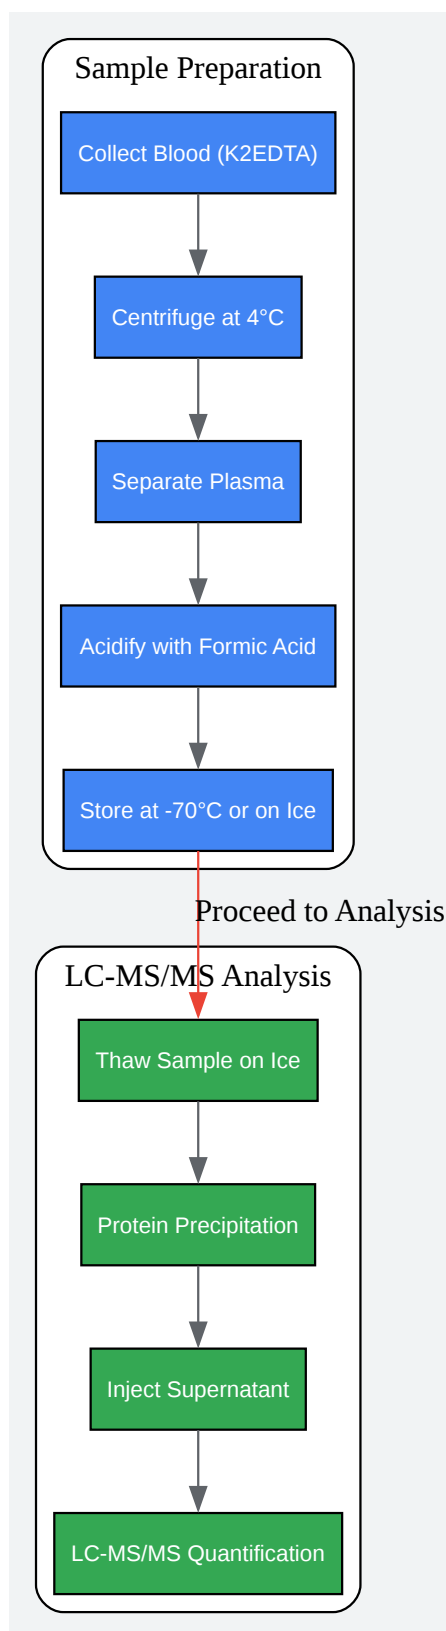 Sample Preparation
Collect Blood (K2EDTA)
Centrifuge at 4°C
Separate Plasma
Acidify with Formic Acid
Store at -70°C or on Ice
Proceed to Analysis
LC-MS/MS Analysis
Thaw Sample on Ice
Protein Precipitation
Inject Supernatant
LC-MS/MS Quantification